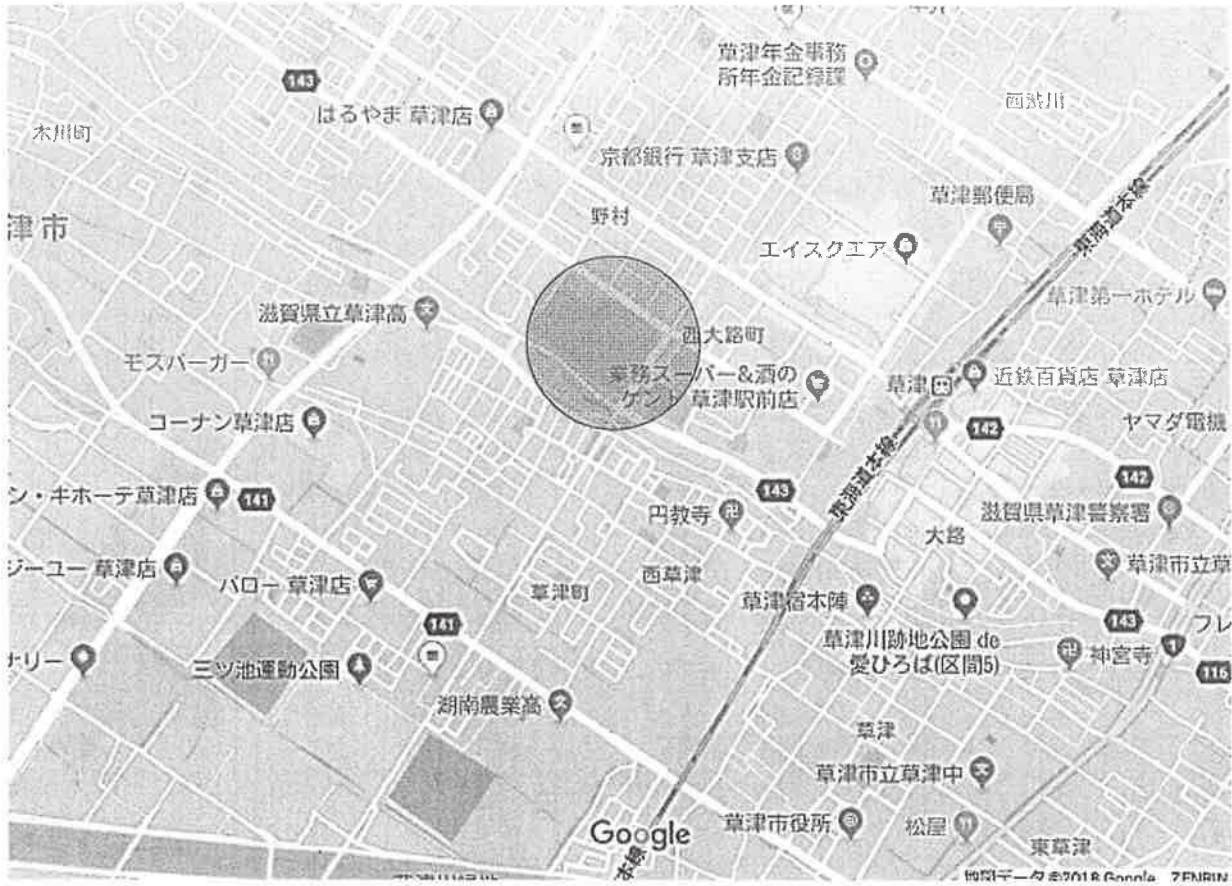 草津年金事務
所年金記録課
143
はるやま 草津店
西渋川
木川町
京都銀行 草津支店
草津郵便局
東海道本線
野村
津市
エイスクエア
草津第一ホテル
滋賀県立草津高
西大路町
モスバーガー
業務スーパー&酒の
ケント 草津駅前店
草津
近鉄百貨店 草津店
コーナン草津店
142
ヤマダ電機
東海道本線
142
ン・キホーテ草津店
141
143
円教寺
滋賀県草津警察署
大路
ジーユー 草津店
バロー 草津店
草津町
西草津
草津市立草
草津宿本陣
141
143
フレ
草津川跡地公園 de
愛ひろば(区間5)
神宮寺
1
116
ナリー
三ツ池運動公園
湖南農業高
草津
草津市立草津中
Google
草津市役所
松屋
東草津
本線
地図データ ©2018 Google, ZENRIN